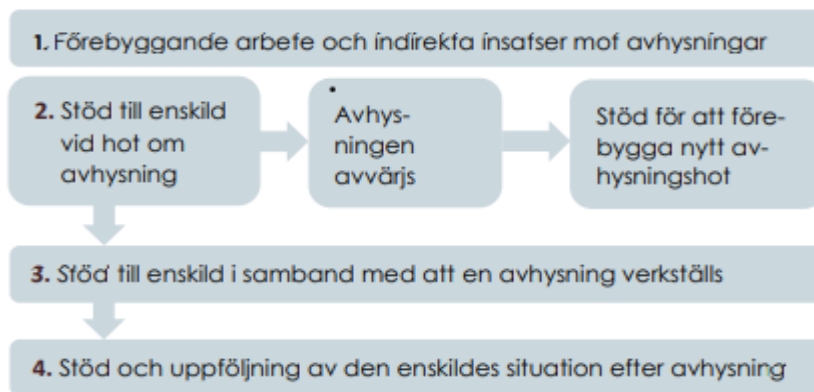 1. Förebyggande arbete och indirekta insatser mot avhysningar
2. Stöd till enskild
vid hot om
avhysning
Avhys-
ningen
avvärjs
Stöd för att före-
bygga nytt av-
hysningshot
3. Stöd till enskild i samband med att en avhysning verkställs
4. Stöd och uppföljning av den enskildes situation efter avhysning